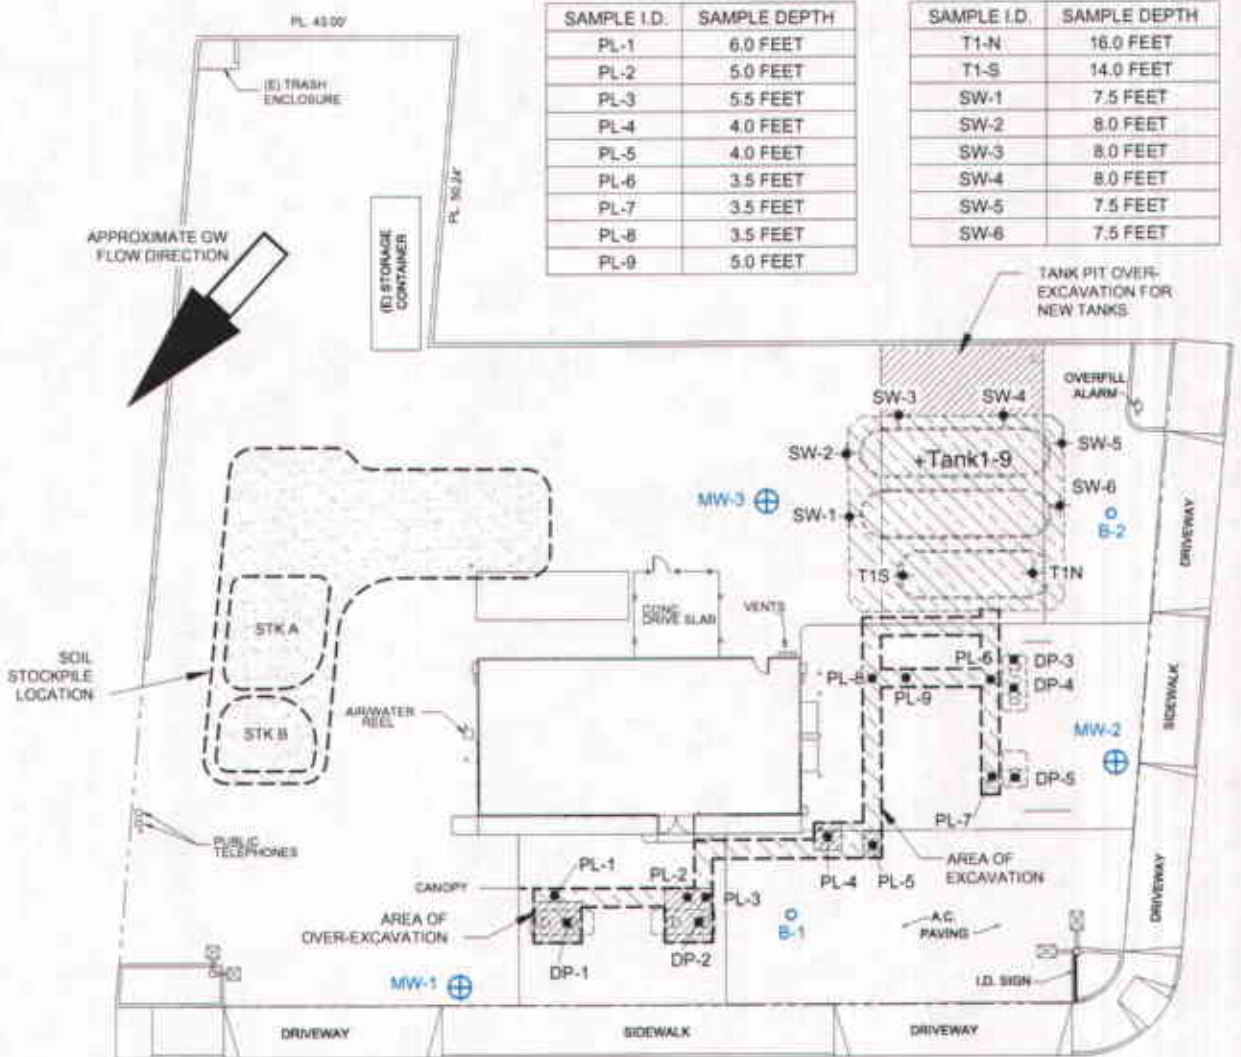 SAMPLE I.D. SAMPLE DEPTH
PL-1 6.0 FEET
PL-2 5.0 FEET
PL-3 5.5 FEET
PL-4 4.0 FEET
PL-5 4.0 FEET
PL-6 3.5 FEET
PL-7 3.5 FEET
PL-8 3.5 FEET
PL-9 5.0 FEET
SAMPLE I.D. SAMPLE DEPTH
T1-N 16.0 FEET
T1-S 14.0 FEET
SW-1 7.5 FEET
SW-2 8.0 FEET
SW-3 8.0 FEET
SW-4 8.0 FEET
SW-5 7.5 FEET
SW-6 7.5 FEET
PL 43.00'
(E) TRASH
ENCLOSURE
PL 50.24'
(E) STORAGE
CONTAINER
APPROXIMATE GW
FLOW DIRECTION
TANK PIT OVER-
EXCAVATION FOR
NEW TANKS
OVERFILL
ALARM
SW-3
SW-4
SW-2
+Tank1-9
SW-5
MW-3
SW-1
SW-6
B-2
DRIVEWAY
T1S
T1N
CONC.
DRIVE SLAB
VENTS
STK A
SOIL
STOCKPILE
LOCATION
STK B
AIR/WATER
REEL
PL-8
PL-9
PL-6
DP-3
DP-4
SIDEWALK
MW-2
DP-5
PL-7
PUBLIC
TELEPHONES
PL-1
PL-2
PL-3
PL-4
PL-5
AREA OF
EXCAVATION
CANOPY
AREA OF
OVER-EXCAVATION
B-1
A.C.
PAVING
DRIVEWAY
DP-1
DP-2
MW-1
I.D. SIGN
DRIVEWAY
SIDEWALK
DRIVEWAY